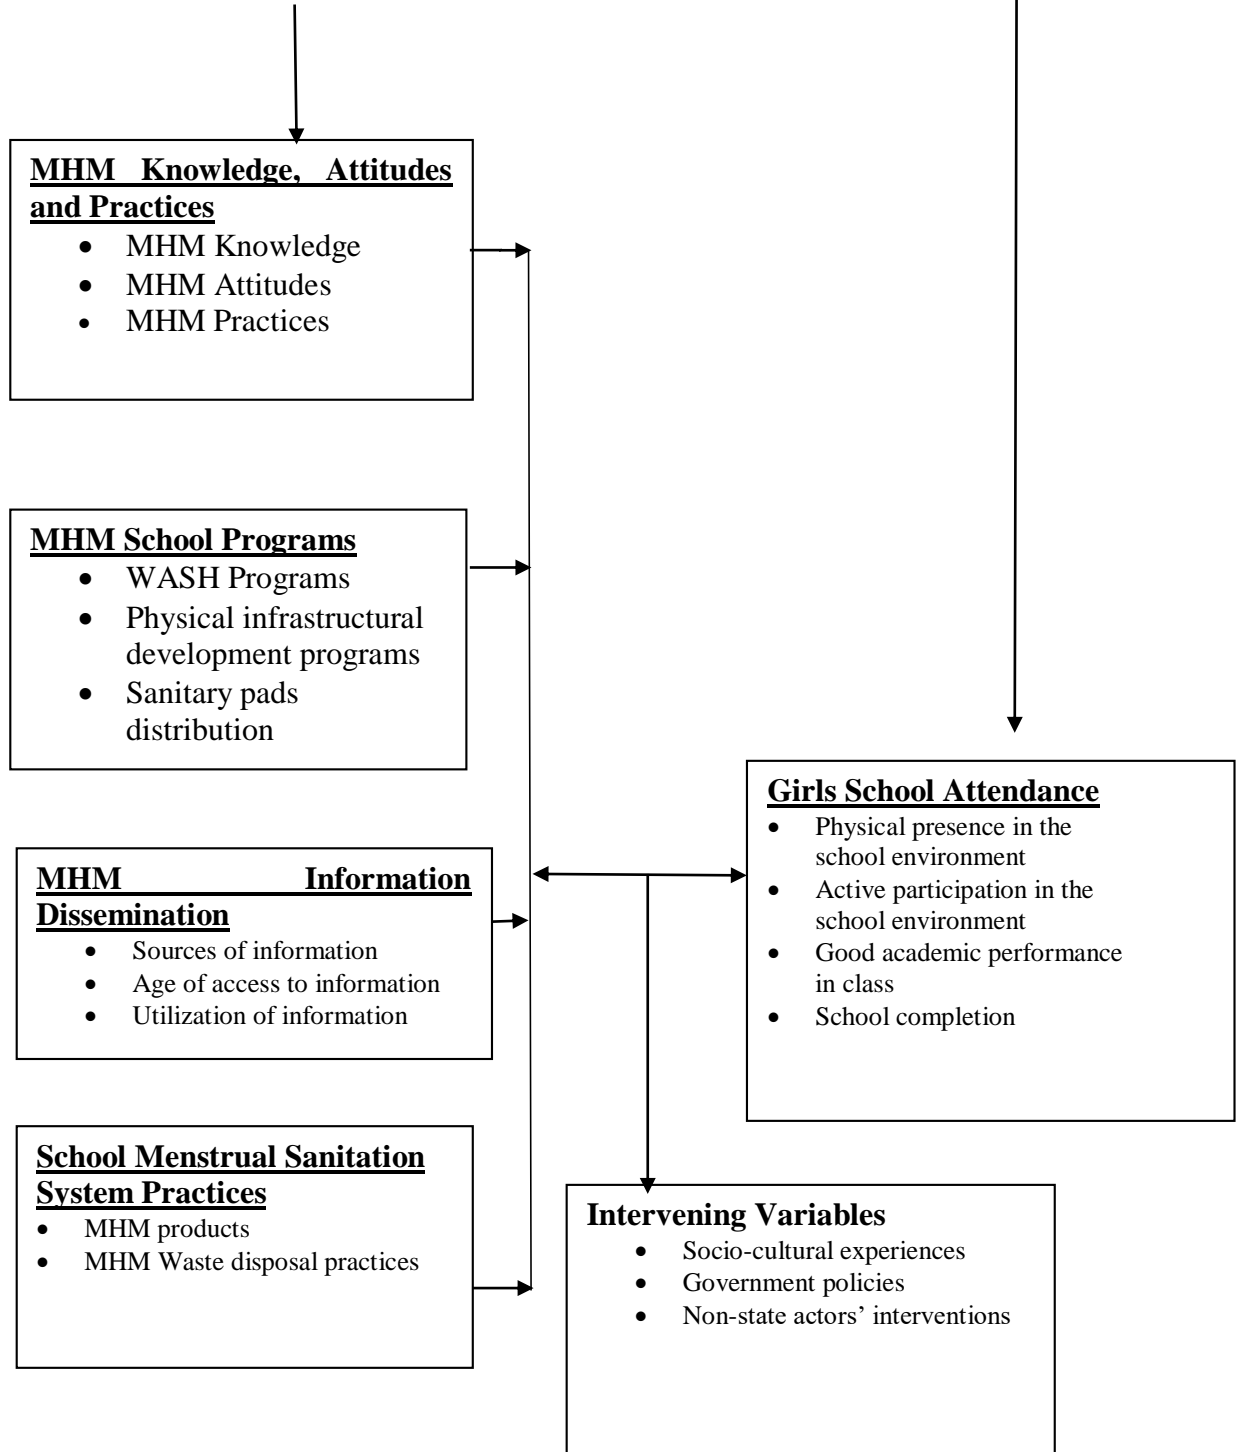 MHM Knowledge, Attitudes
and Practices
• MHM Knowledge
• MHM Attitudes
• MHM Practices
MHM School Programs
• WASH Programs
• Physical infrastructural
development programs
• Sanitary pads
distribution
MHM Information
Dissemination
• Sources of information
• Age of access to information
• Utilization of information
School Menstrual Sanitation
System Practices
• MHM products
• MHM Waste disposal practices
Girls School Attendance
• Physical presence in the
school environment
• Active participation in the
school environment
• Good academic performance
in class
• School completion
Intervening Variables
• Socio-cultural experiences
• Government policies
• Non-state actors’ interventions